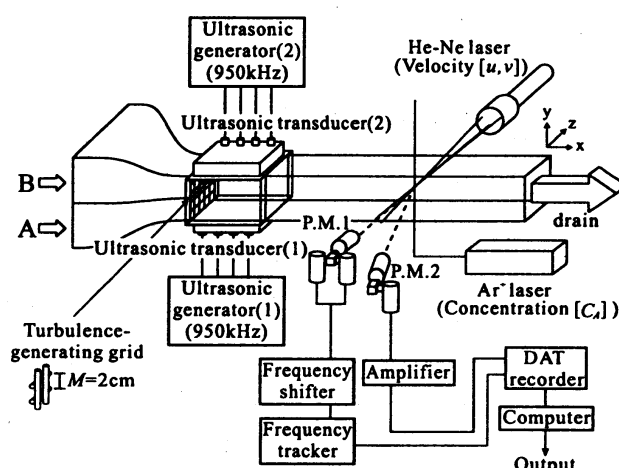 Ultrasonic
generator(2)
(950kHz)
He-Ne laser
(Velocity [u,v])
Ultrasonic transducer(2)
y
z
x
B
A
drain
P.M.1
Ultrasonic transducer(1)
P.M.2
Ultrasonic
generator(1)
(950kHz)
Ar⁺ laser
(Concentration [C_A])
Turbulence-
generating grid
M=2cm
Frequency
shifter
Amplifier
DAT
recorder
Computer
Frequency
tracker
Output